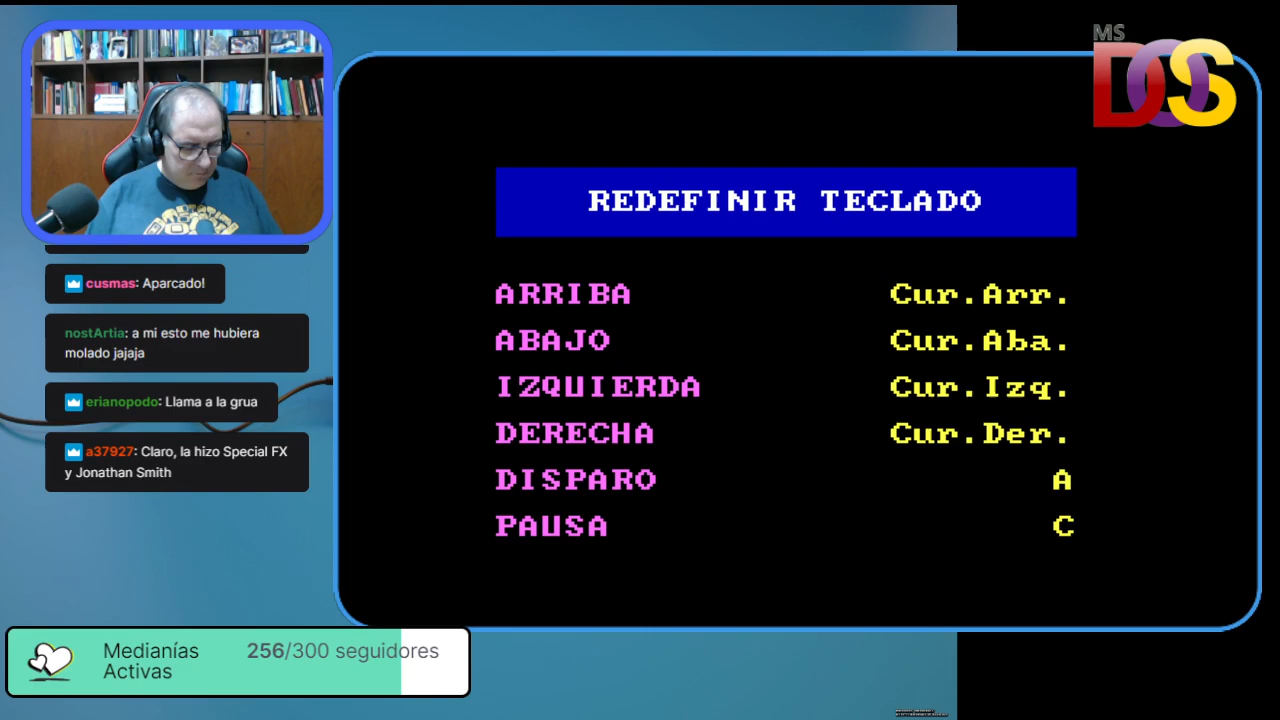 MS
DOS
REDEFINIR TECLADO
ARRIBA Cur.Arr.
ABAJO Cur.Aba.
IZQUIERDA Cur.Izq.
DERECHA Cur.Der.
DISPARO A
PAUSA C
cusmas: Aparcado!
nostArtia: a mi esto me hubiera
molado jajaja
erianopodo: Llama a la grua
a37927: Claro, la hizo Special FX
y Jonathan Smith
Medianías
Activas
256/300 seguidores